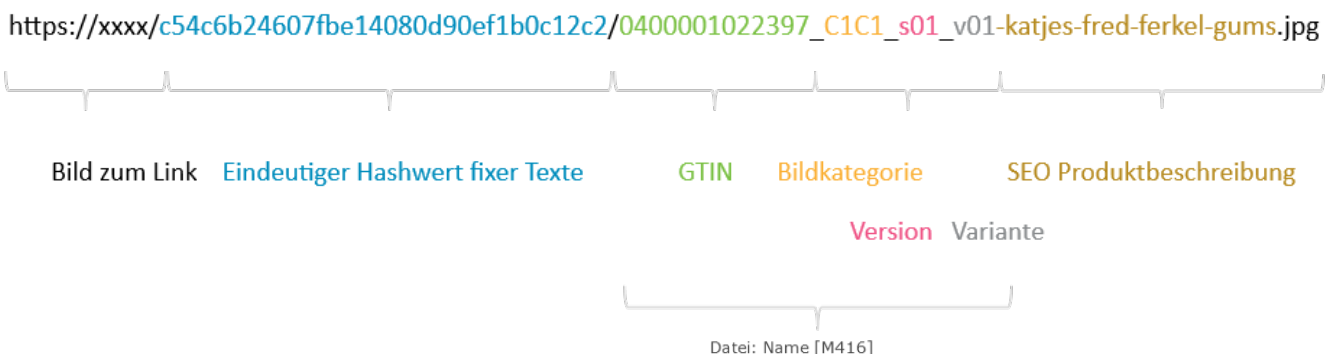 https://xxxx/c54c6b24607fbe14080d90ef1b0c12c2/0400001022397_C1C1_s01_v01-katjes-fred-ferkel-gums.jpg
Bild zum Link Eindeutiger Hashwert fixer Texte GTIN Bildkategorie SEO Produktbeschreibung
Version Variante
Datei: Name [M416]